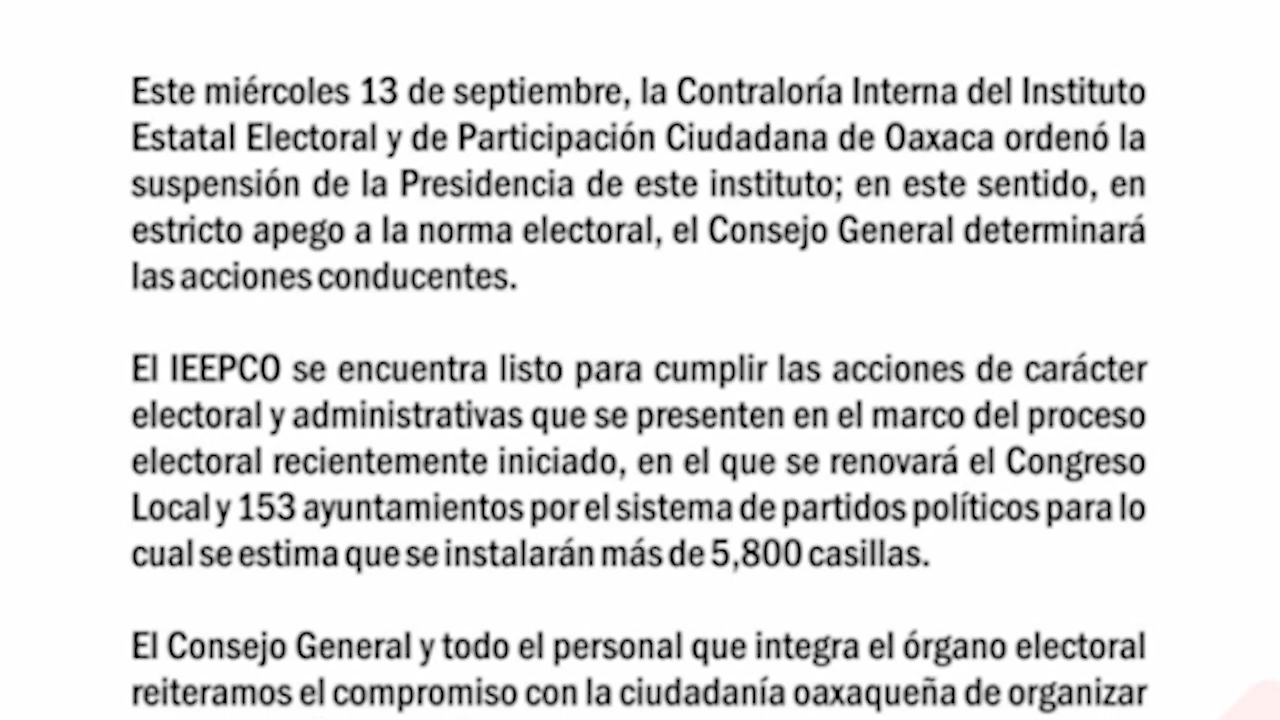 Este miércoles 13 de septiembre, la Contraloría Interna del Instituto
Estatal Electoral y de Participación Ciudadana de Oaxaca ordenó la
suspensión de la Presidencia de este instituto; en este sentido, en
estricto apego a la norma electoral, el Consejo General determinará
las acciones conducentes.
El IEEPCO se encuentra listo para cumplir las acciones de carácter
electoral y administrativas que se presenten en el marco del proceso
electoral recientemente iniciado, en el que se renovará el Congreso
Local y 153 ayuntamientos por el sistema de partidos políticos para lo
cual se estima que se instalarán más de 5,800 casillas.
El Consejo General y todo el personal que integra el órgano electoral
reiteramos el compromiso con la ciudadanía oaxaqueña de organizar